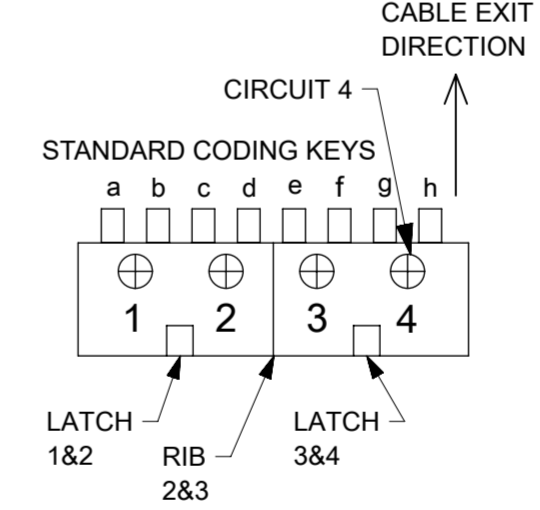 CABLE EXIT
DIRECTION
CIRCUIT 4
STANDARD CODING KEYS
a b c d e f g h
1 2 3 4
LATCH
1&2
RIB
2&3
LATCH
3&4